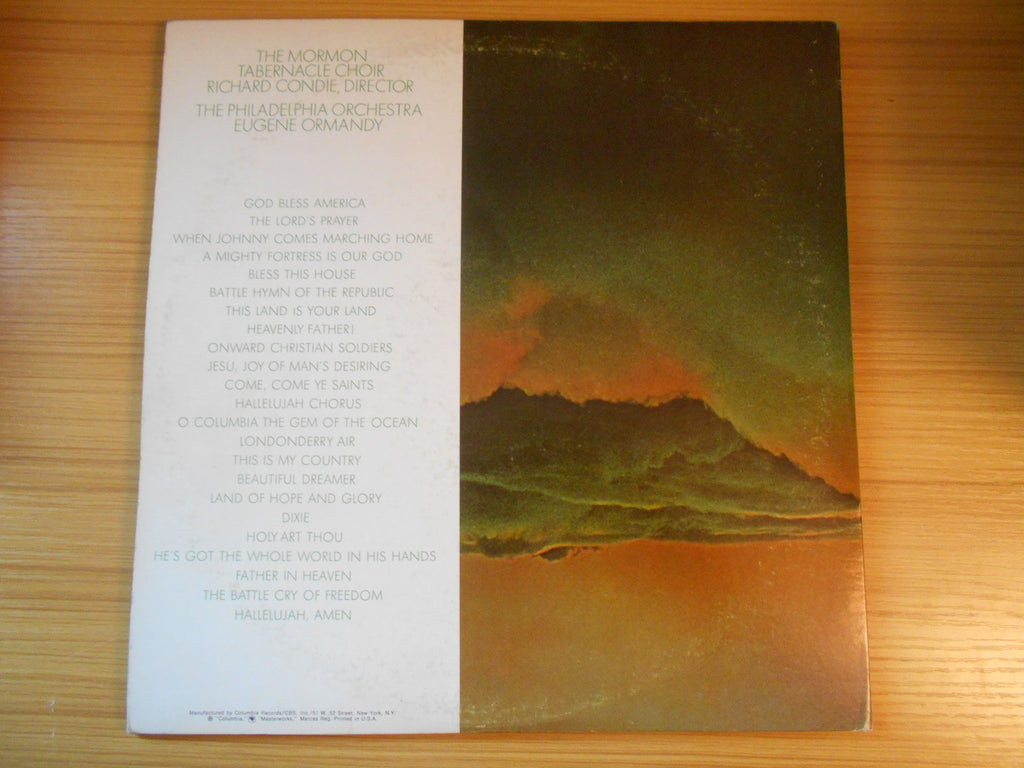 THE MORMON
TABERNACLE CHOIR
RICHARD CONDIE, DIRECTOR
THE PHILADELPHIA ORCHESTRA
EUGENE ORMANDY
GOD BLESS AMERICA
THE LORD'S PRAYER
WHEN JOHNNY COMES MARCHING HOME
A MIGHTY FORTRESS IS OUR GOD
BLESS THIS HOUSE
BATTLE HYMN OF THE REPUBLIC
THIS LAND IS YOUR LAND
HEAVENLY FATHER!
ONWARD CHRISTIAN SOLDIERS
JESU, JOY OF MAN'S DESIRING
COME, COME YE SAINTS
HALLELUJAH CHORUS
O COLUMBIA THE GEM OF THE OCEAN
LONDONDERRY AIR
THIS IS MY COUNTRY
BEAUTIFUL DREAMER
LAND OF HOPE AND GLORY
DIXIE
HOLY ART THOU
HE'S GOT THE WHOLE WORLD IN HIS HANDS
FATHER IN HEAVEN
THE BATTLE CRY OF FREEDOM
HALLELUJAH, AMEN
Manufactured by Columbia Records/CBS, Inc./51 W. 52 Street, New York, N.Y.
® "Columbia," "Masterworks," Marcas Reg. Printed in U.S.A.